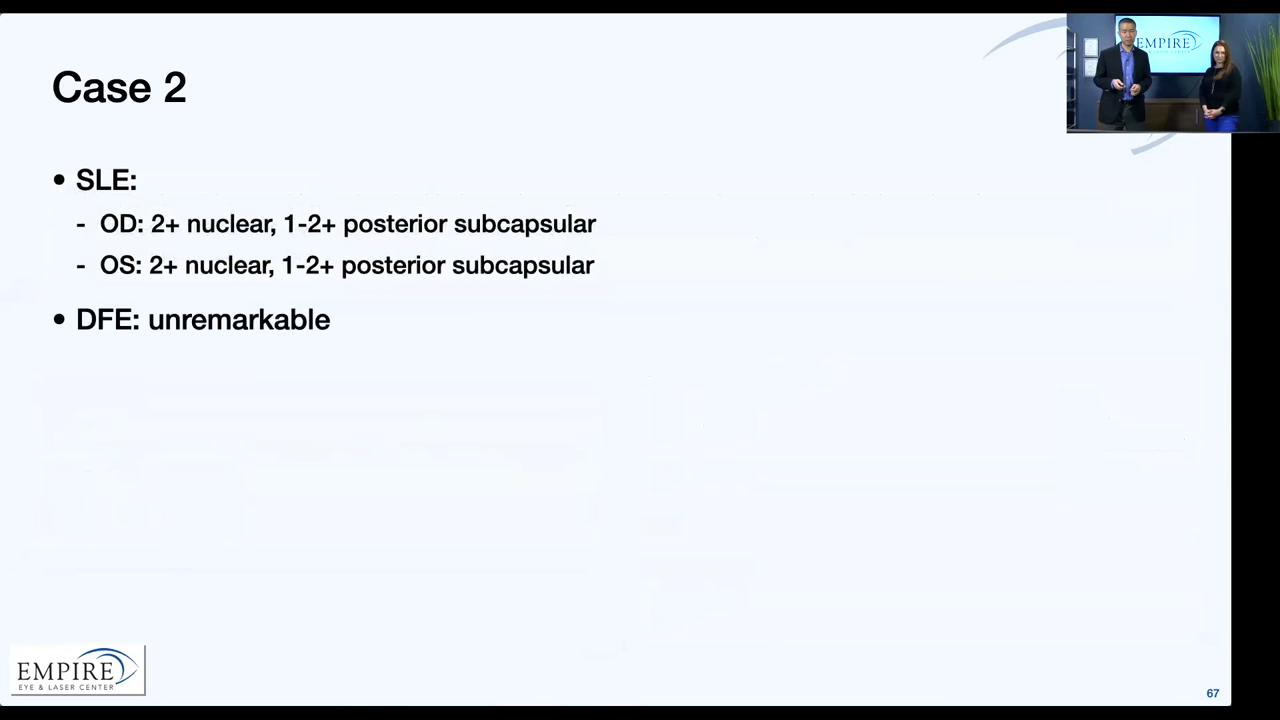 Case 2
EMPIRE
• SLE:
- OD: 2+ nuclear, 1-2+ posterior subcapsular
- OS: 2+ nuclear, 1-2+ posterior subcapsular
• DFE: unremarkable
EMPIRE
EYE & LASER CENTER
67